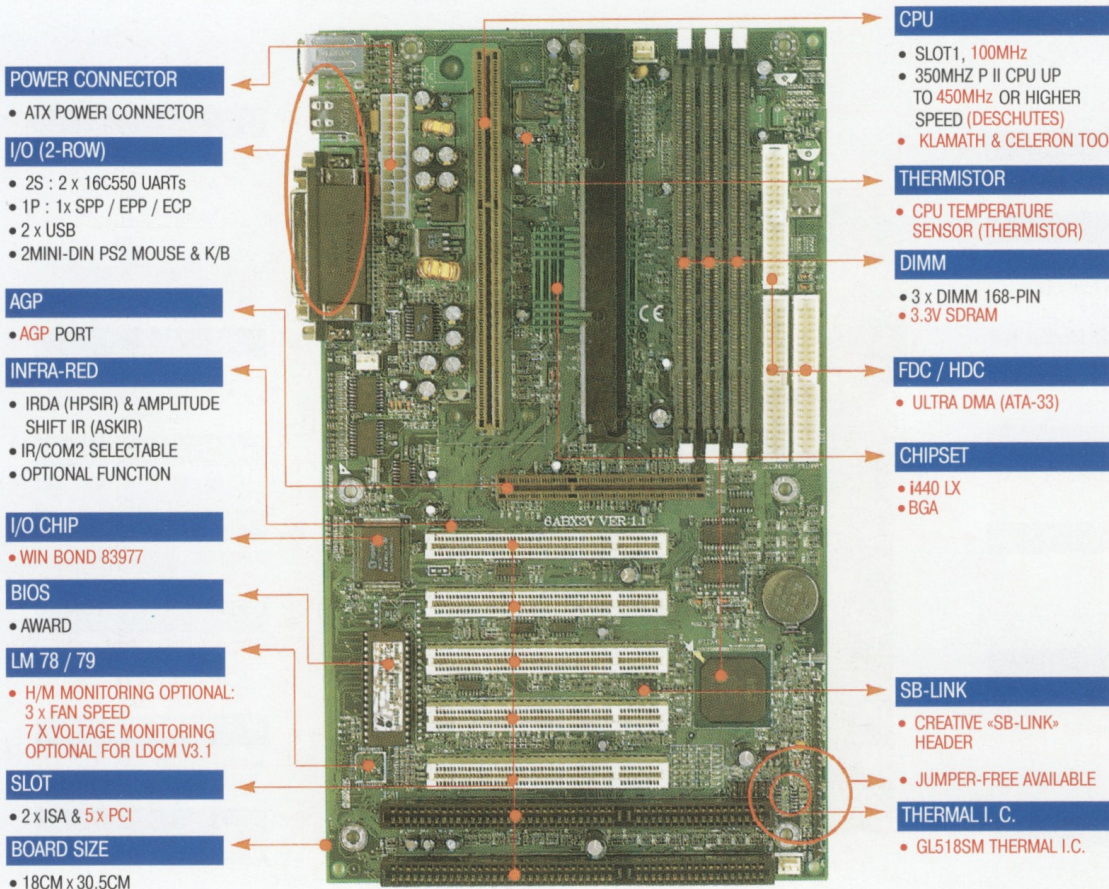 POWER CONNECTOR
• ATX POWER CONNECTOR
I/O (2-ROW)
• 2S : 2 x 16C550 UARTs
• 1P : 1x SPP / EPP / ECP
• 2 x USB
• 2MINI-DIN PS2 MOUSE & K/B
AGP
• AGP PORT
INFRA-RED
• IRDA (HPSIR) & AMPLITUDE
SHIFT IR (ASKIR)
• IR/COM2 SELECTABLE
• OPTIONAL FUNCTION
I/O CHIP
• WIN BOND 83977
BIOS
• AWARD
LM 78 / 79
• H/M MONITORING OPTIONAL:
3 x FAN SPEED
7 X VOLTAGE MONITORING
OPTIONAL FOR LDCM V3.1
SLOT
• 2 x ISA & 5 x PCI
BOARD SIZE
• 18CM x 30.5CM
CE
SECONDARY PRIMARY
6ABX2V VER:1.1
CPU
• SLOT1, 100MHz
• 350MHZ P II CPU UP
TO 450MHz OR HIGHER
SPEED (DESCHUTES)
• KLAMATH & CELERON TOO
THERMISTOR
• CPU TEMPERATURE
SENSOR (THERMISTOR)
DIMM
• 3 x DIMM 168-PIN
• 3.3V SDRAM
FDC / HDC
• ULTRA DMA (ATA-33)
CHIPSET
• i440 LX
• BGA
SB-LINK
• CREATIVE «SB-LINK»
HEADER
• JUMPER-FREE AVAILABLE
THERMAL I. C.
• GL518SM THERMAL I.C.